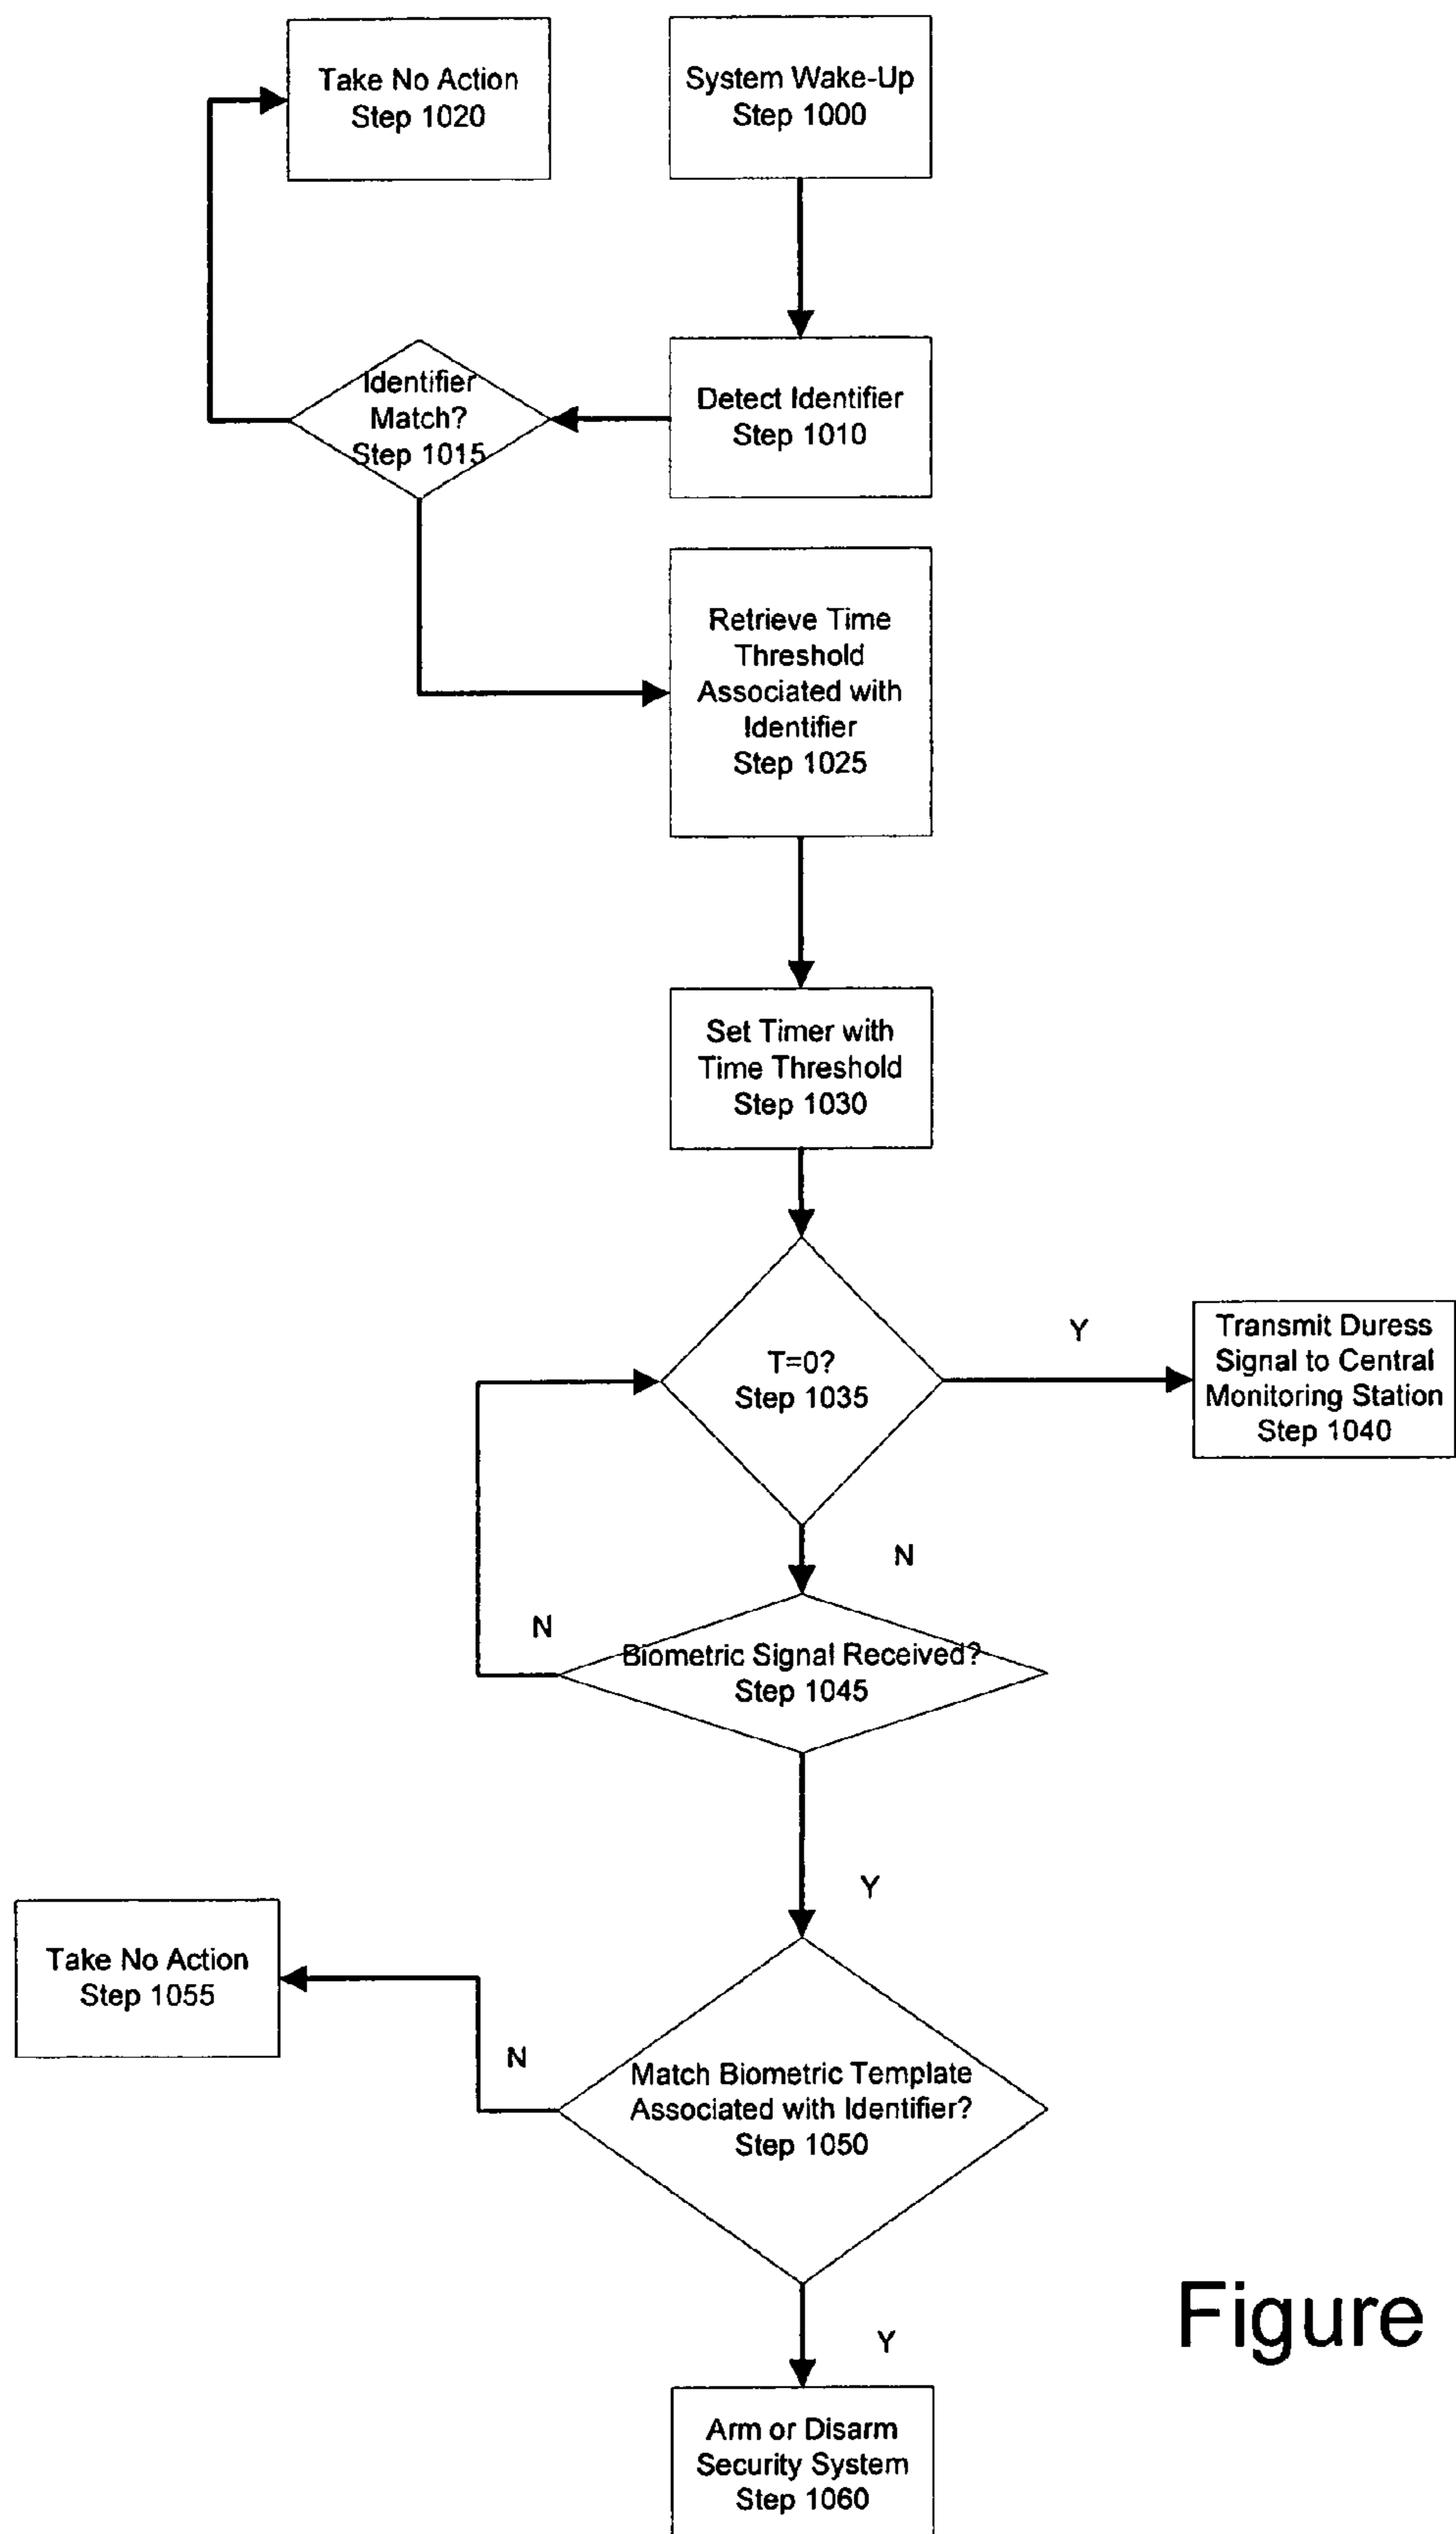 Take No Action
Step 1020
System Wake-Up
Step 1000
Identifier
Match?
Step 1015
Detect Identifier
Step 1010
Retrieve Time
Threshold
Associated with
Identifier
Step 1025
Set Timer with
Time Threshold
Step 1030
T=0?
Step 1035
Y
Transmit Duress
Signal to Central
Monitoring Station
Step 1040
N
N
Biometric Signal Received?
Step 1045
Y
Take No Action
Step 1055
N
Match Biometric Template
Associated with Identifier?
Step 1050
Y
Figure
Arm or Disarm
Security System
Step 1060